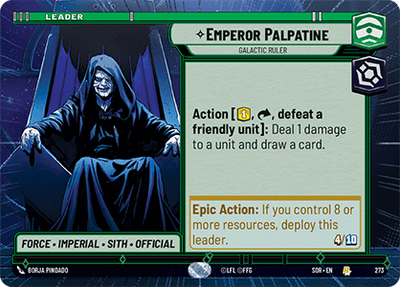 LEADER
EMPEROR PALPATINE
GALACTIC RULER
Action [1, , defeat a
friendly unit]: Deal 1 damage
to a unit and draw a card.
Epic Action: If you control 8 or
more resources, deploy this
leader.
4/10
FORCE • IMPERIAL • SITH • OFFICIAL
BORJA PINDADO
©LFL ©FFG
SOR • EN
273